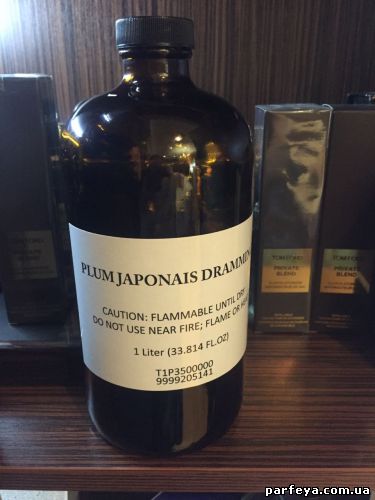 PLUM JAPONAIS DRAMMIN
CAUTION: FLAMMABLE UNTIL DRY
DO NOT USE NEAR FIRE; FLAME OR HEA
1 Liter (33.814 FL.OZ)
T1P3500000
9999205141
TOM FORD
PRIVATE
BLEND
TOM FORD
PRIVATE
BLEND
parfeya.com.ua